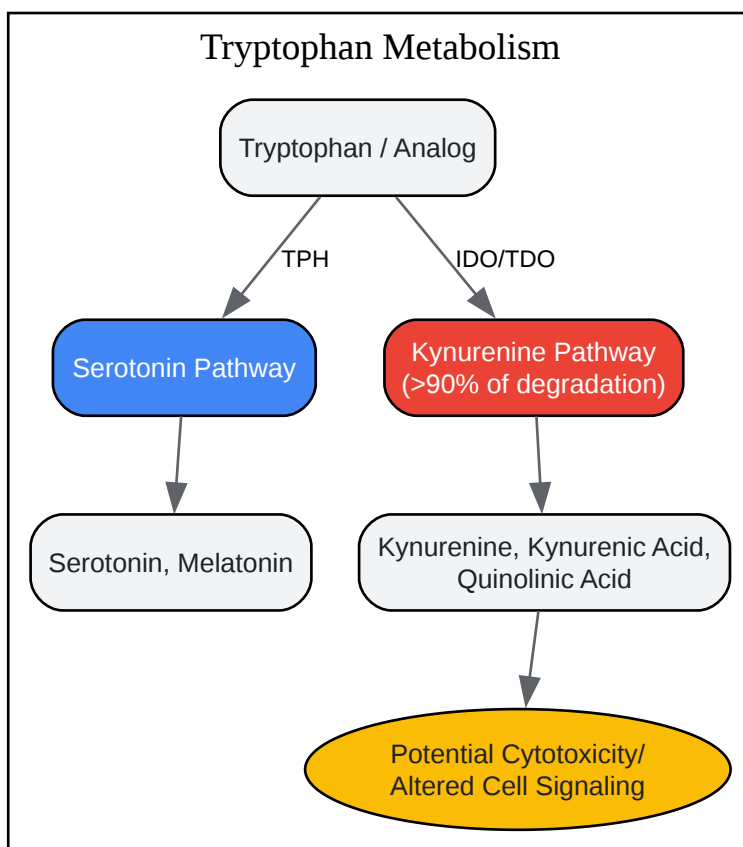 Tryptophan Metabolism
Tryptophan / Analog
TPH
IDO/TDO
Serotonin Pathway
Kynurenine Pathway
(>90% of degradation)
Serotonin, Melatonin
Kynurenine, Kynurenic Acid,
Quinolinic Acid
Potential Cytotoxicity/
Altered Cell Signaling